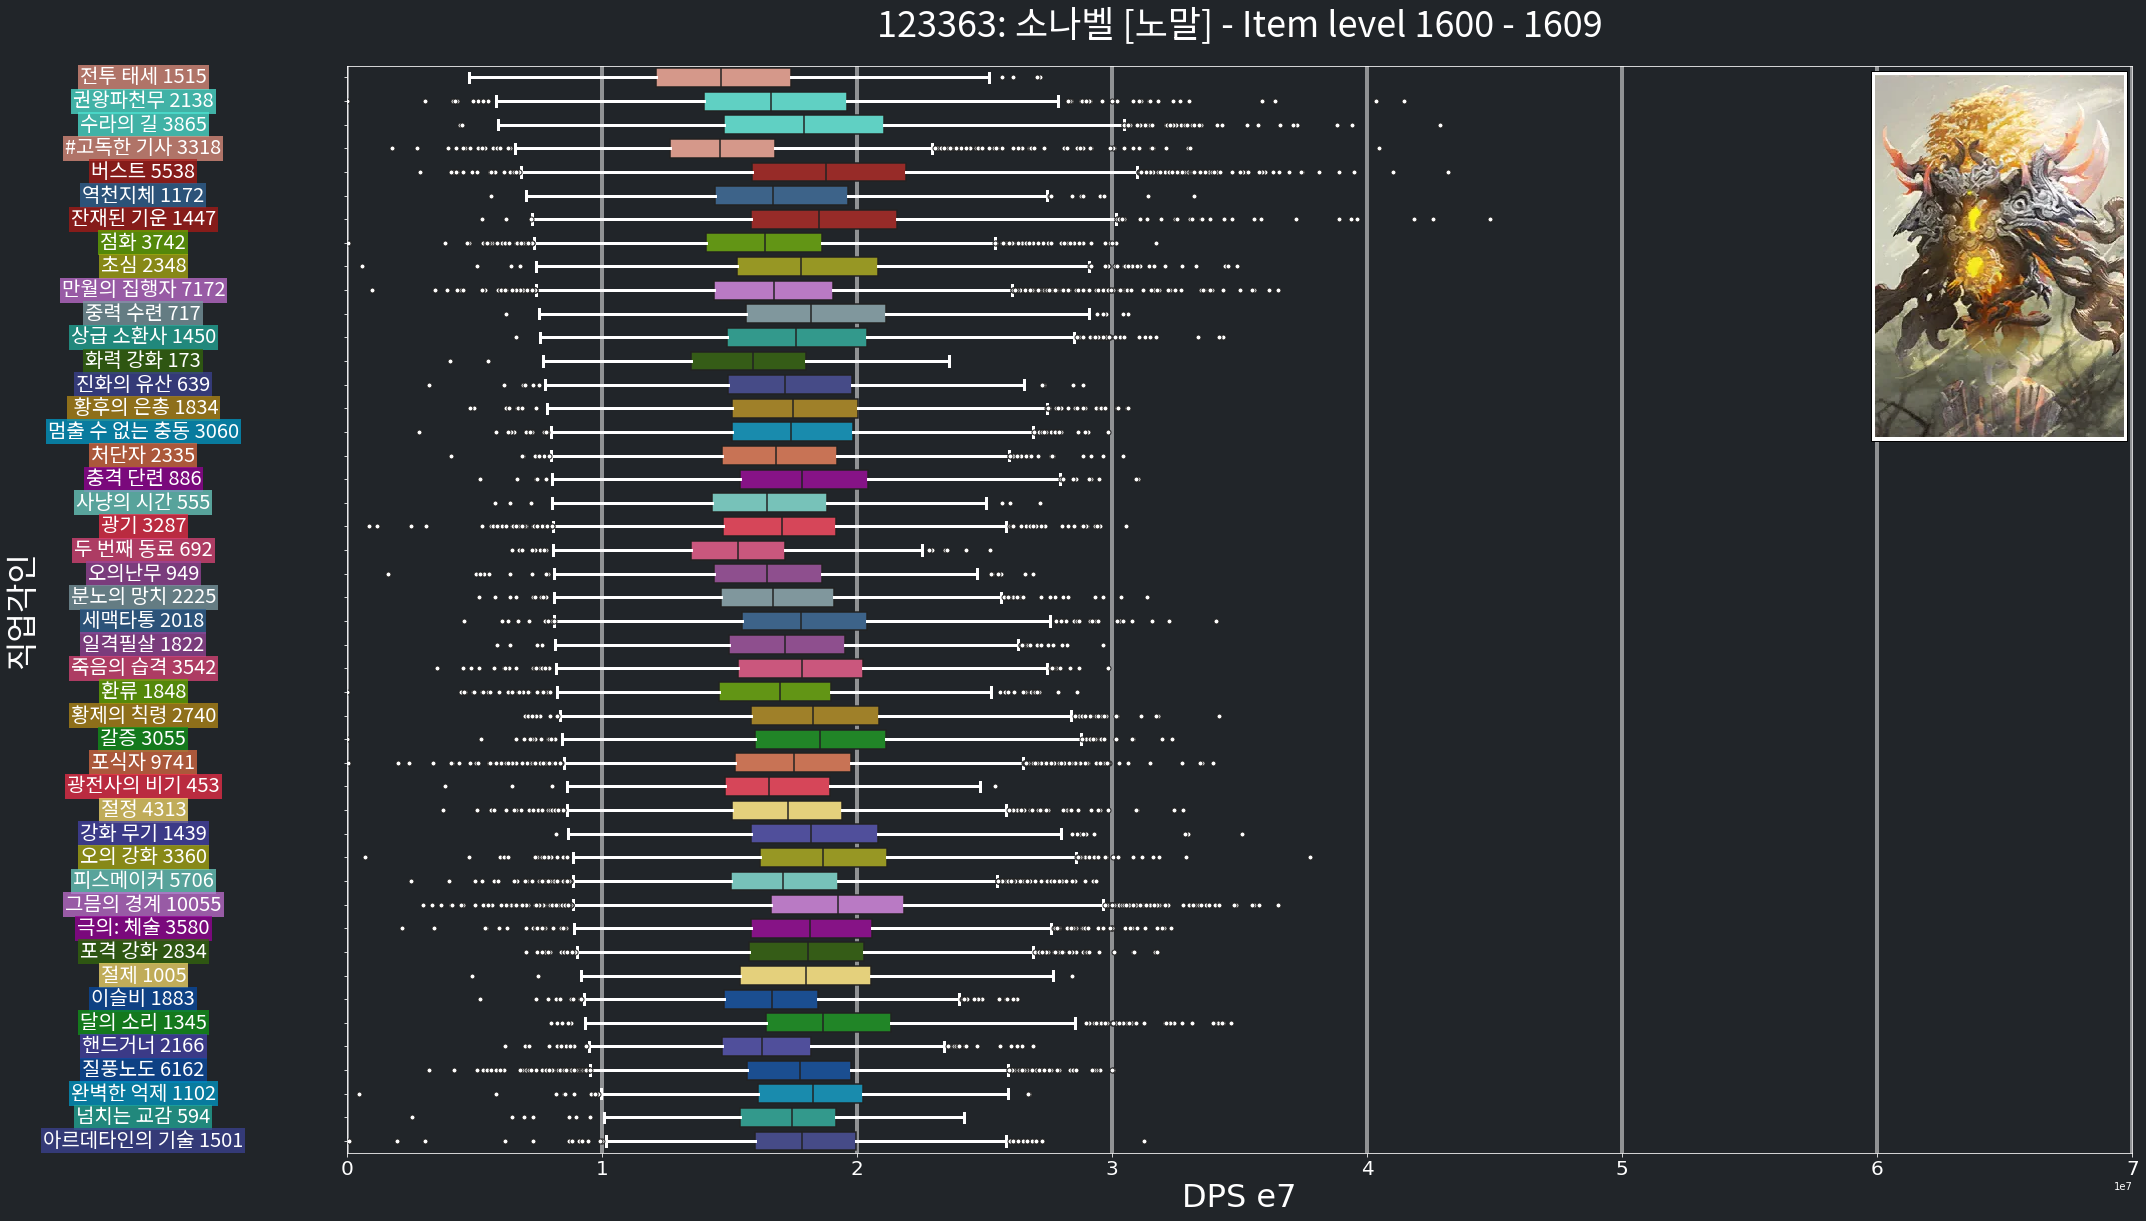 123363: 소나벨 [노말] - Item level 1600 - 1609
전투 태세 1515
권왕파천무 2138
수라의 길 3865
#고독한 기사 3318
버스트 5538
역천지체 1172
잔재된 기운 1447
점화 3742
초심 2348
만월의 집행자 7172
중력 수련 717
상급 소환사 1450
화력 강화 173
진화의 유산 639
황후의 은총 1834
멈출 수 없는 충동 3060
처단자 2335
충격 단련 886
사냥의 시간 555
광기 3287
두 번째 동료 692
오의난무 949
분노의 망치 2225
세맥타통 2018
일격필살 1822
죽음의 습격 3542
환류 1848
황제의 칙령 2740
갈증 3055
포식자 9741
광전사의 비기 453
절정 4313
강화 무기 1439
오의 강화 3360
피스메이커 5706
그믐의 경계 10055
극의: 체술 3580
포격 강화 2834
절제 1005
이슬비 1883
달의 소리 1345
핸드거너 2166
질풍노도 6162
완벽한 억제 1102
넘치는 교감 594
아르데타인의 기술 1501
직업각인
0 1 2 3 4 5 6 7
DPS e7
1e7